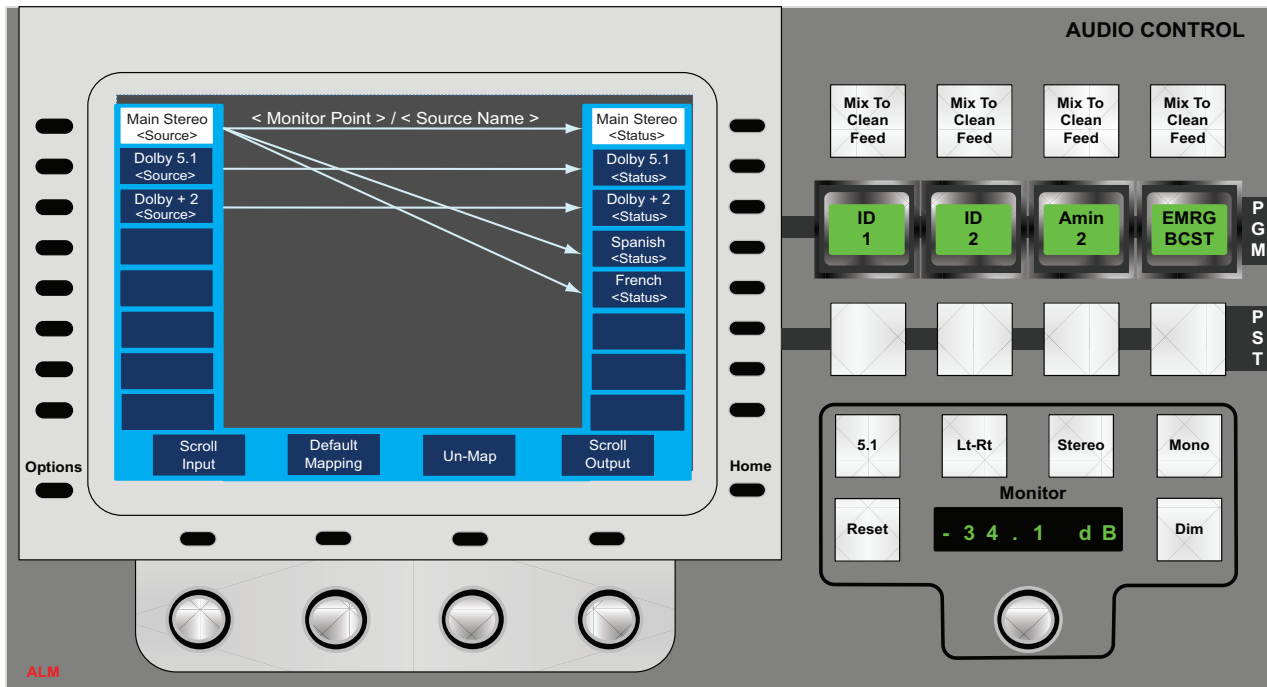 AUDIO CONTROL
Main Stereo
<Source>
< Monitor Point > / < Source Name >
Main Stereo
<Status>
Dolby 5.1
<Source>
Dolby 5.1
<Status>
Dolby + 2
<Source>
Dolby + 2
<Status>
Spanish
<Status>
French
<Status>
Scroll
Input
Default
Mapping
Un-Map
Scroll
Output
Options
Home
Mix To
Clean
Feed
Mix To
Clean
Feed
Mix To
Clean
Feed
Mix To
Clean
Feed
ID
1
ID
2
Amin
2
EMRG
BCST
P
G
M
P
S
T
5.1
Lt-Rt
Stereo
Mono
Monitor
Reset
- 3 4 . 1 d B
Dim
ALM